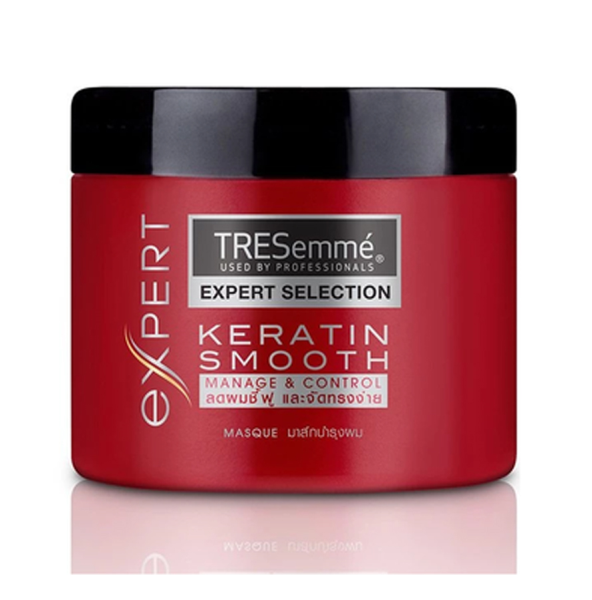 expert
TRESemmé®
USED BY PROFESSIONALS
EXPERT SELECTION
KERATIN
SMOOTH
MANAGE & CONTROL
ลดผมชี้ฟู และจัดทรงง่าย
MASQUE มาส์กบำรุงผม